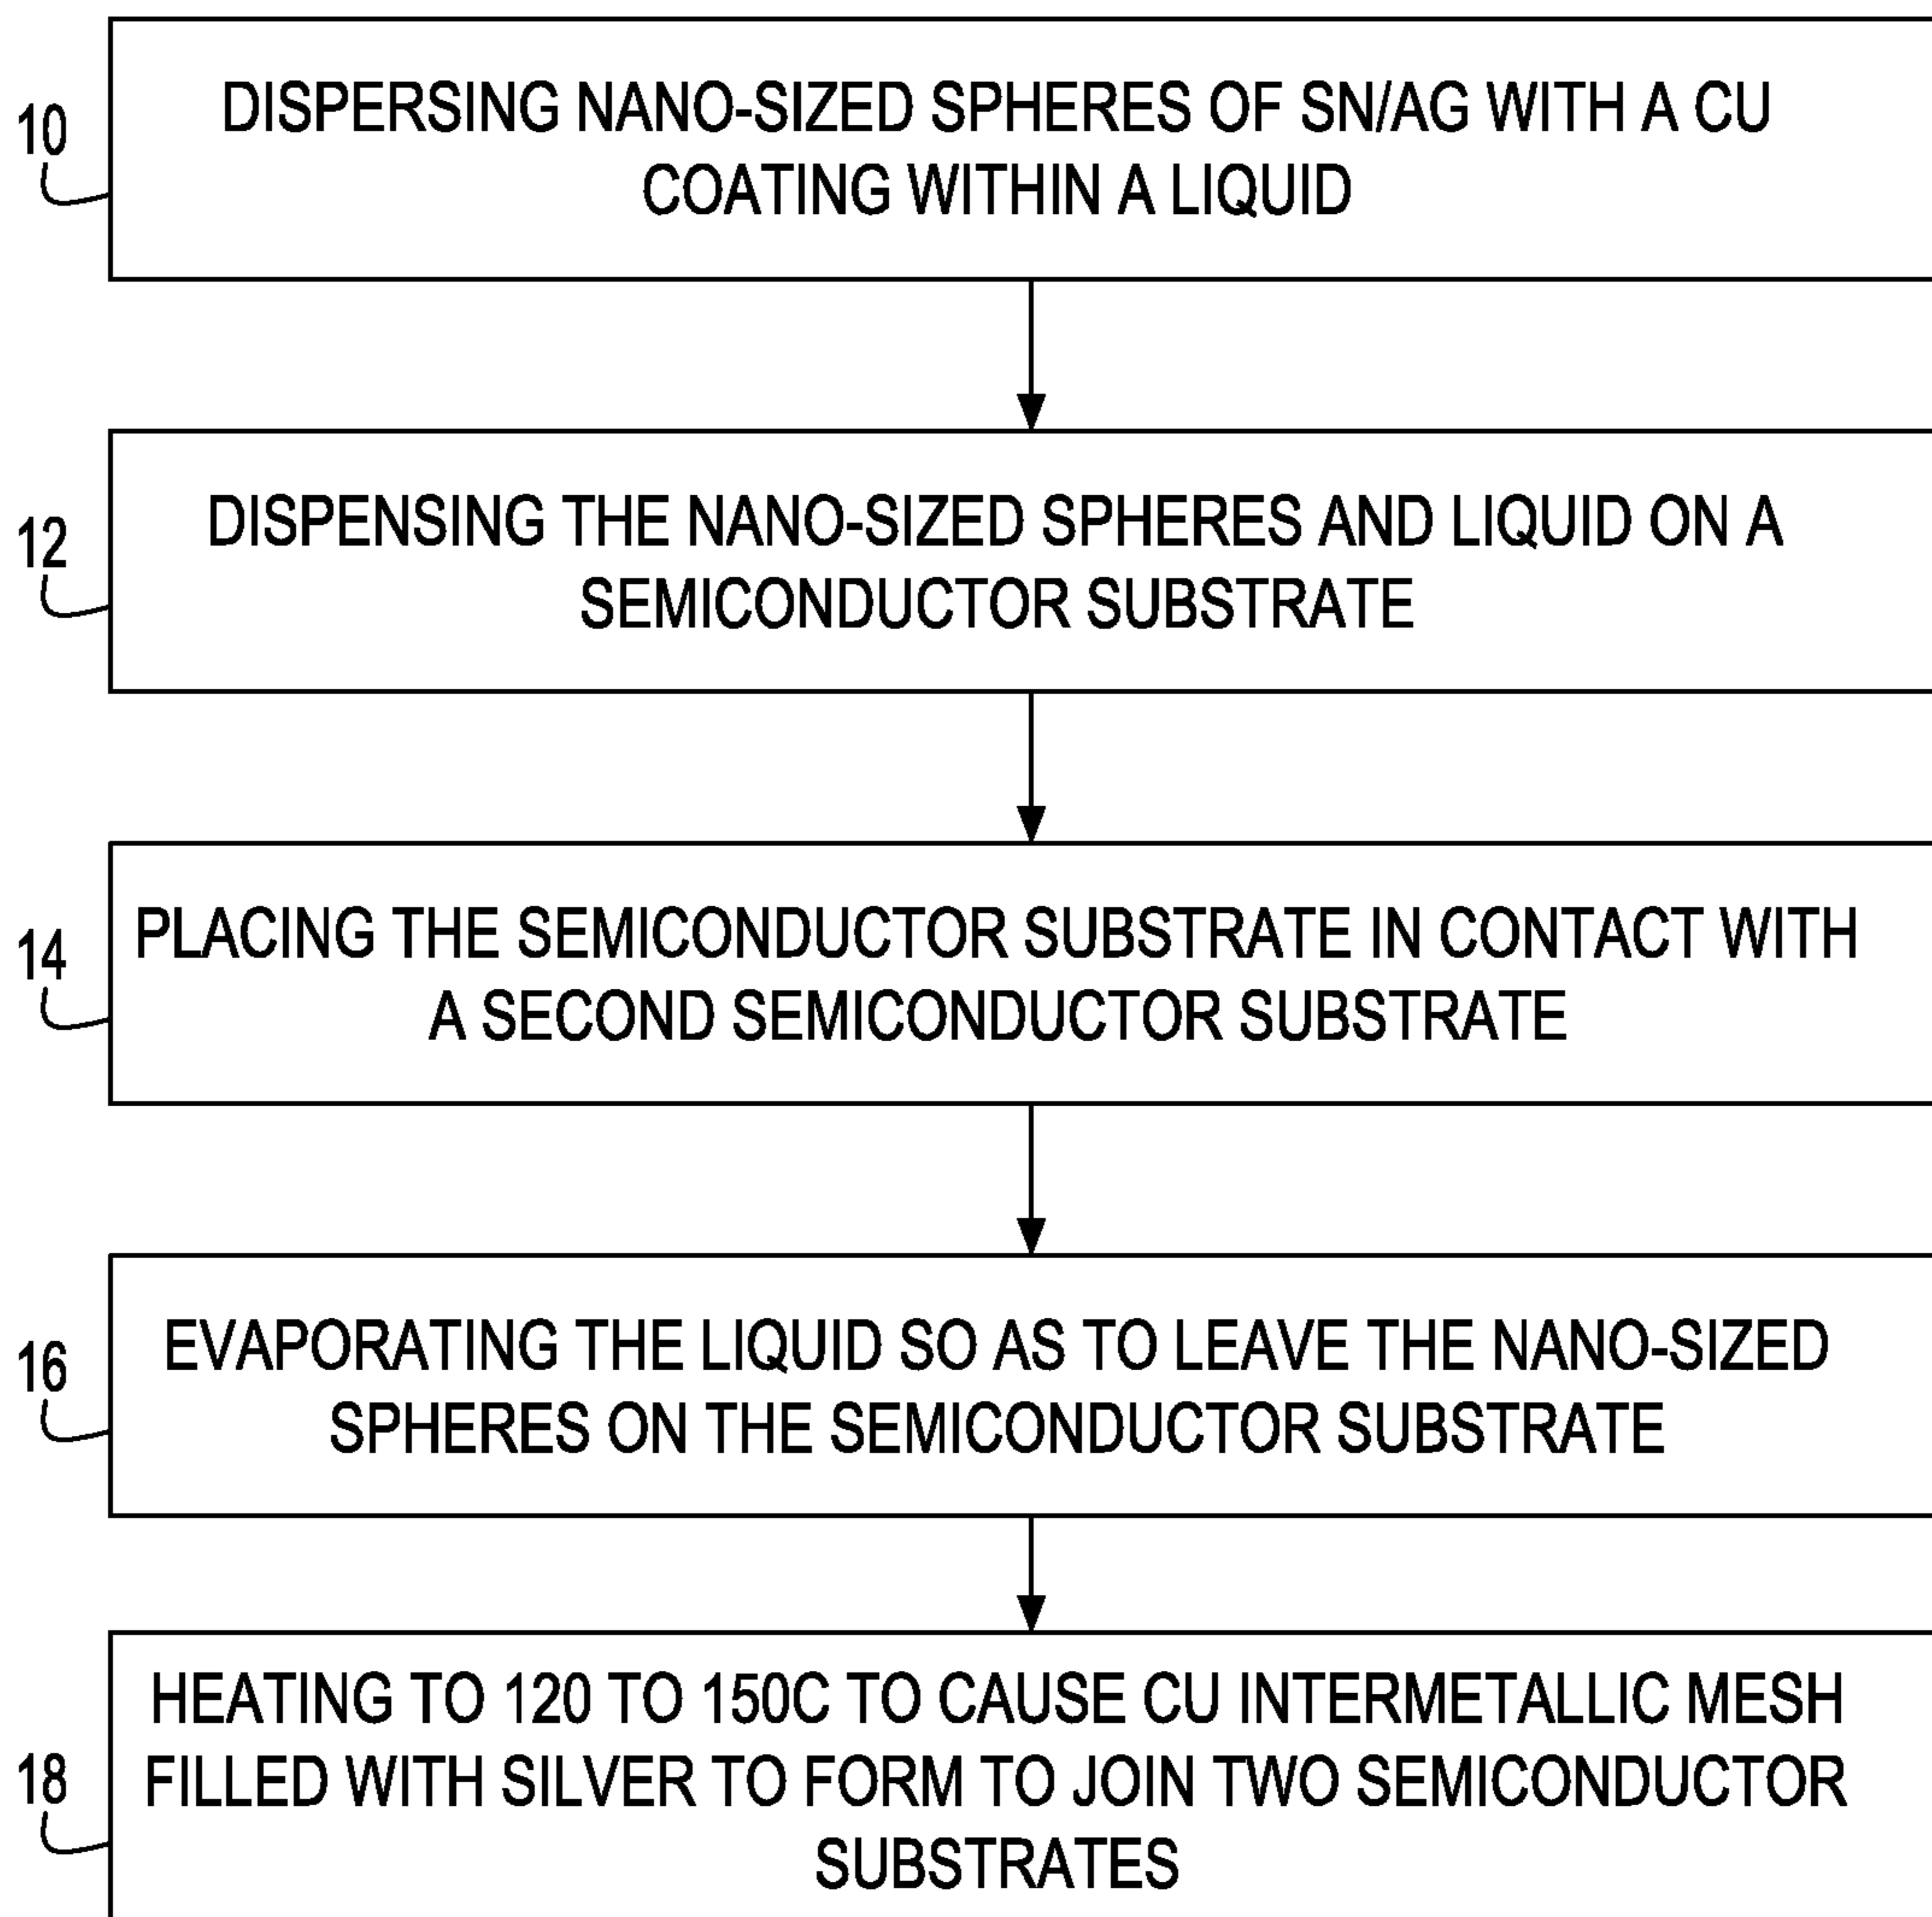 10
DISPERSING NANO-SIZED SPHERES OF SN/AG WITH A CU
COATING WITHIN A LIQUID
12
DISPENSING THE NANO-SIZED SPHERES AND LIQUID ON A
SEMICONDUCTOR SUBSTRATE
14
PLACING THE SEMICONDUCTOR SUBSTRATE IN CONTACT WITH
A SECOND SEMICONDUCTOR SUBSTRATE
16
EVAPORATING THE LIQUID SO AS TO LEAVE THE NANO-SIZED
SPHERES ON THE SEMICONDUCTOR SUBSTRATE
18
HEATING TO 120 TO 150C TO CAUSE CU INTERMETALLIC MESH
FILLED WITH SILVER TO FORM TO JOIN TWO SEMICONDUCTOR
SUBSTRATES